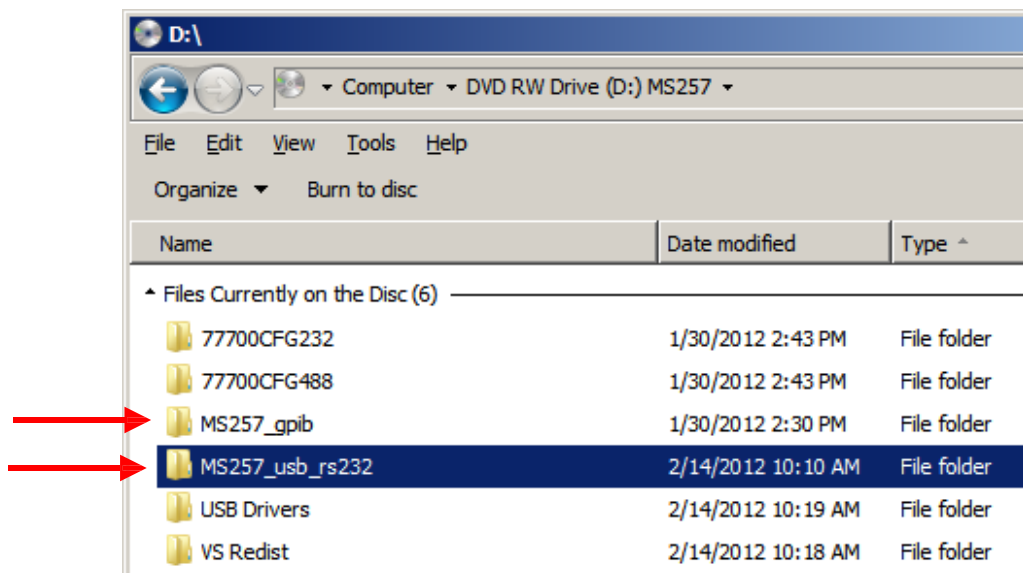 D:\
Computer DVD RW Drive (D:) MS257
File Edit View Tools Help
Organize Burn to disc
Name Date modified Type
Files Currently on the Disc (6)
77700CFG232 1/30/2012 2:43 PM File folder
77700CFG488 1/30/2012 2:43 PM File folder
MS257_gpib 1/30/2012 2:30 PM File folder
MS257_usb_rs232 2/14/2012 10:10 AM File folder
USB Drivers 2/14/2012 10:19 AM File folder
VS Redist 2/14/2012 10:18 AM File folder